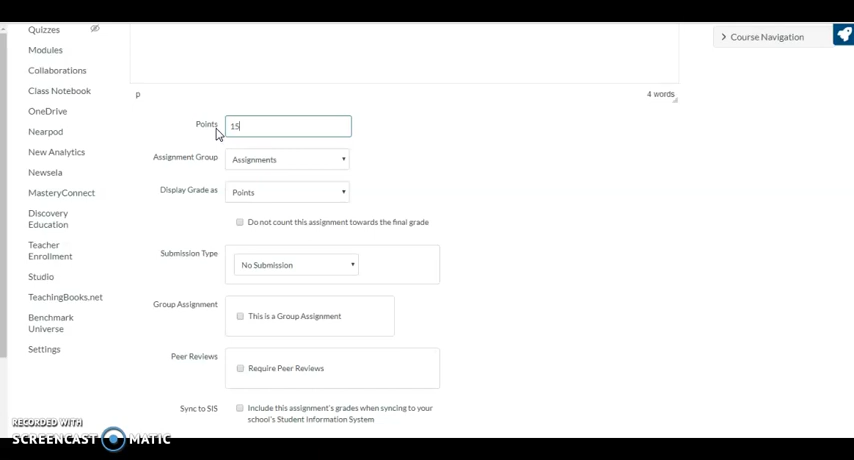 Quizzes
Modules
Collaborations
Class Notebook
OneDrive
Nearpod
New Analytics
Newsela
MasteryConnect
Discovery
Education
Teacher
Enrollment
Studio
TeachingBooks.net
Benchmark
Universe
Settings
Course Navigation
p
4 words
Points
15
Assignment Group
Assignments
Display Grade as
Points
Do not count this assignment towards the final grade
Submission Type
No Submission
Group Assignment
This is a Group Assignment
Peer Reviews
Require Peer Reviews
Sync to SIS
Include this assignment's grades when syncing to your
school's Student Information System
RECORDED WITH
SCREENCAST MATIC